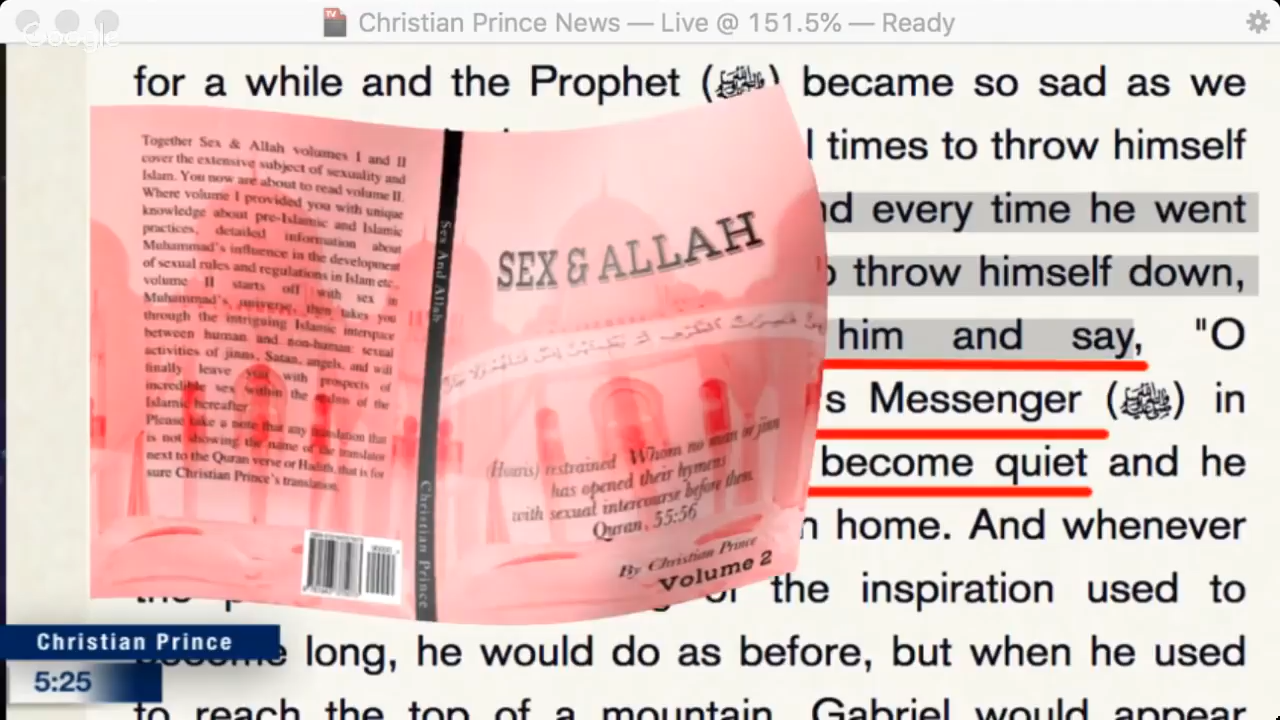 Christian Prince News — Live @ 151.5% — Ready
Google
for a while and the Prophet (ﷺ) became so sad as we
times to throw himself
every time he went
throw himself down,
him and say, "O
Messenger (ﷺ) in
become quiet and he
home. And whenever
the inspiration used to
long, he would do as before, but when he used
to reach the top of a mountain, Gabriel would appear
Together Sex & Allah volumes I and II
cover the extensive subject of sexuality and
Islam. You now are about to read volume II.
Where volume I provided you with unique
knowledge about pre-Islamic and Islamic
practices, detailed information about
Muhammad's influence in the development
of sexual rules and regulations in Islam etc.,
volume II starts off with sex in
Muhammad's universe, then takes you
through the intriguing Islamic interspace
between human and non-human: sexual
activities of jinns, Satan, angels, and will
finally leave you with prospects of
incredible sex within the realms of the
Islamic hereafter.
Please take a note that any translation that
is not showing the name of the translator
next to the Quran verse or Hadith, that is for
sure Christian Prince's translation.
Sex And Allah
Christian Prince
SEX & ALLAH
(Houris) restrained Whom no man or jinn
has opened their hymens
with sexual intercourse before them.
Quran, 55:56
By Christian Prince
Volume 2
Christian Prince
5:25